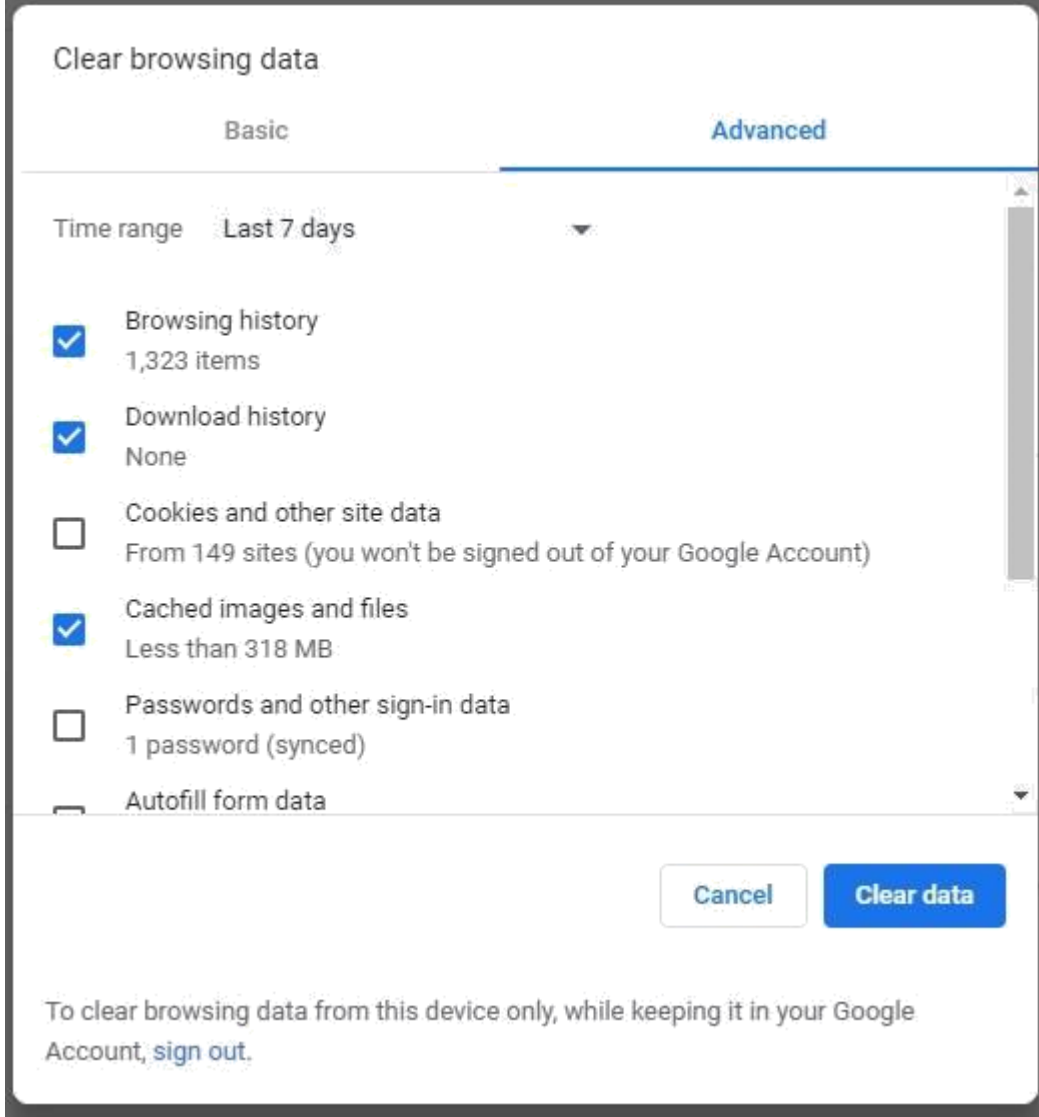 Clear browsing data
Basic
Advanced
Time range
Last 7 days
Browsing history
1,323 items
Download history
None
Cookies and other site data
From 149 sites (you won't be signed out of your Google Account)
Cached images and files
Less than 318 MB
Passwords and other sign-in data
1 password (synced)
Autofill form data
Cancel
Clear data
To clear browsing data from this device only, while keeping it in your Google
Account, sign out.